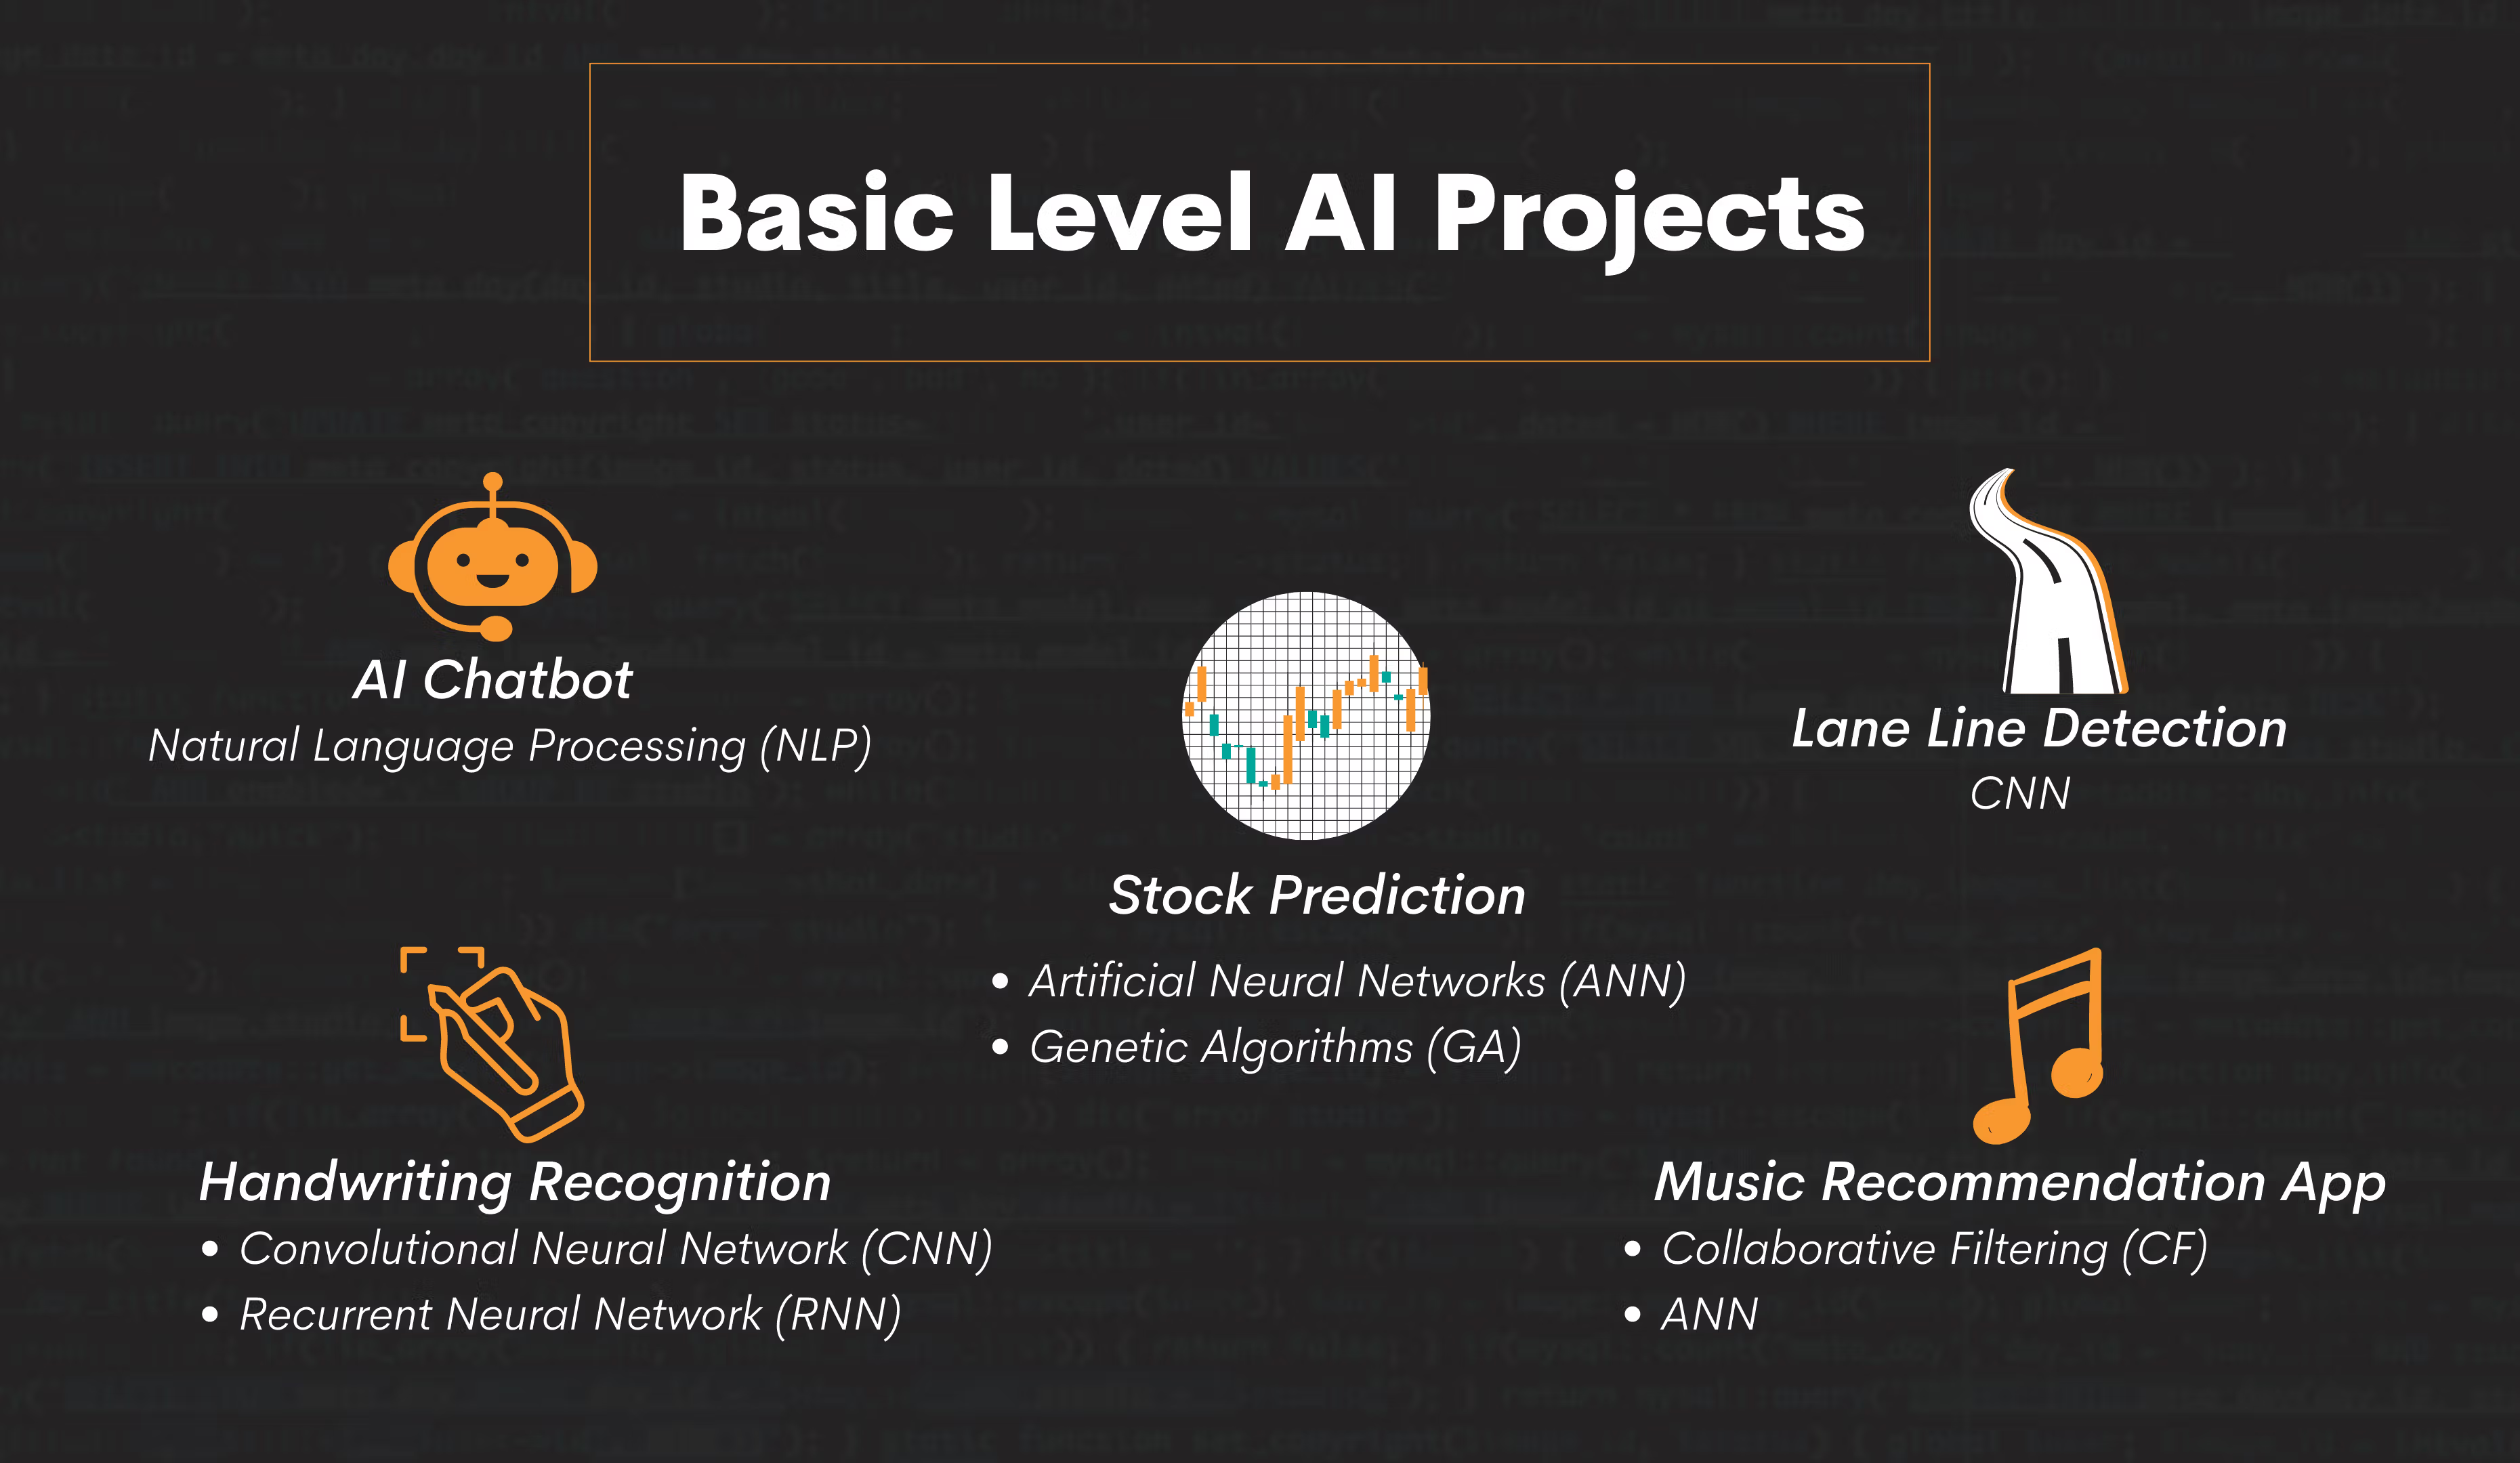 Basic Level AI Projects
AI Chatbot
Natural Language Processing (NLP)
Lane Line Detection
CNN
Stock Prediction
• Artificial Neural Networks (ANN)
• Genetic Algorithms (GA)
Handwriting Recognition
• Convolutional Neural Network (CNN)
• Recurrent Neural Network (RNN)
Music Recommendation App
• Collaborative Filtering (CF)
• ANN